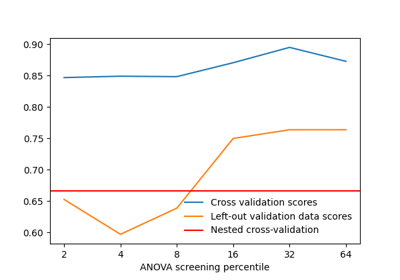 0.90
0.85
0.80
0.75
0.70
0.65
0.60
Cross validation scores
Left-out validation data scores
Nested cross-validation
2 4 8 16 32 64
ANOVA screening percentile